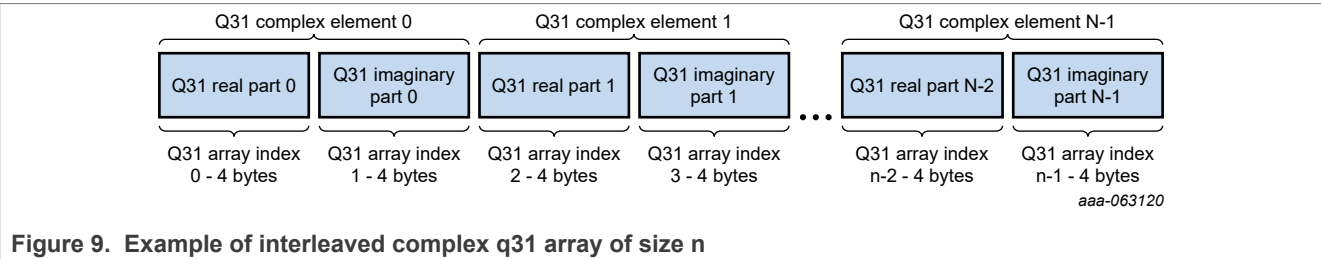 Q31 complex element 0 Q31 complex element 1 Q31 complex element N-1
Q31 real part 0 Q31 imaginary part 0 Q31 real part 1 Q31 imaginary part 1 ... Q31 real part N-2 Q31 imaginary part N-1
Q31 array index 0 - 4 bytes
Q31 array index 1 - 4 bytes
Q31 array index 2 - 4 bytes
Q31 array index 3 - 4 bytes
Q31 array index n-2 - 4 bytes
Q31 array index n-1 - 4 bytes
aaa-063120
Figure 9. Example of interleaved complex q31 array of size n